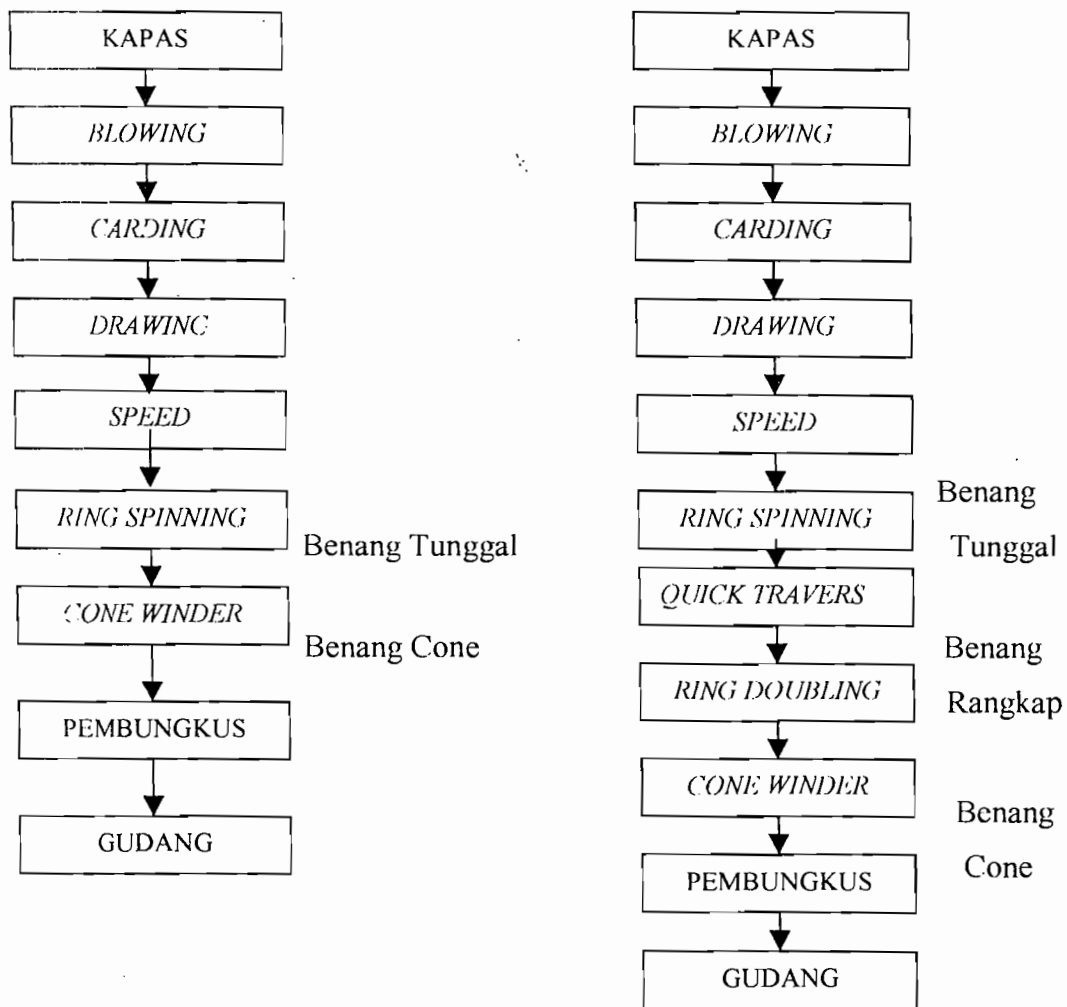 KAPAS
BLOWING
CARDING
DRAWING
SPEED
RING SPINNING
Benang Tunggal
CONE WINDER
Benang Cone
PEMBUNGKUS
GUDANG
KAPAS
BLOWING
CARDING
DRAWING
SPEED
RING SPINNING
Benang
Tunggal
QUICK TRAVERS
RING DOUBLING
Benang
Rangkap
CONE WINDER
Benang
Cone
PEMBUNGKUS
GUDANG